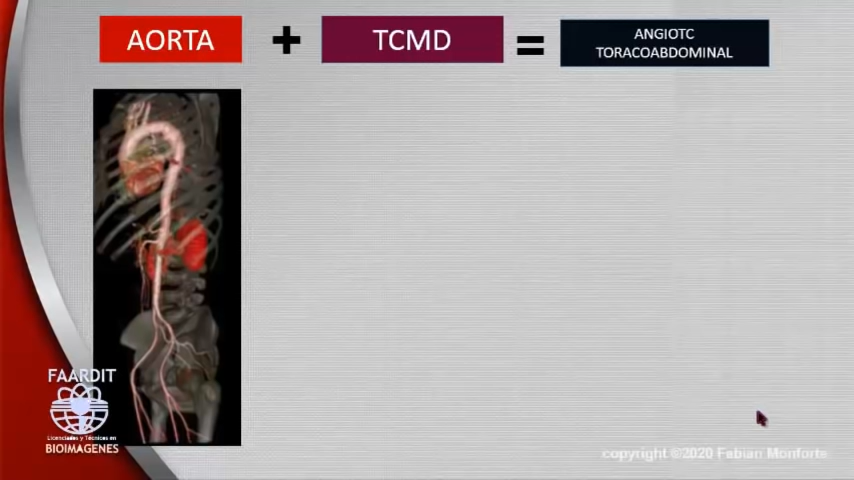 AORTA + TCMD = ANGIOTC
TORACOABDOMINAL
FAARDIT
Licenciados y Técnicos en
BIOIMAGENES
copyright ©2020 Fabian Monforte